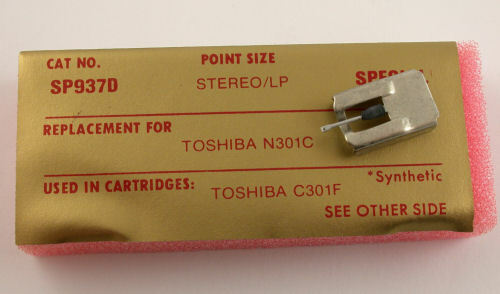 CAT NO. POINT SIZE
SP937D STEREO/LP
REPLACEMENT FOR TOSHIBA N301C
USED IN CARTRIDGES: TOSHIBA C301F *Synthetic
SEE OTHER SIDE